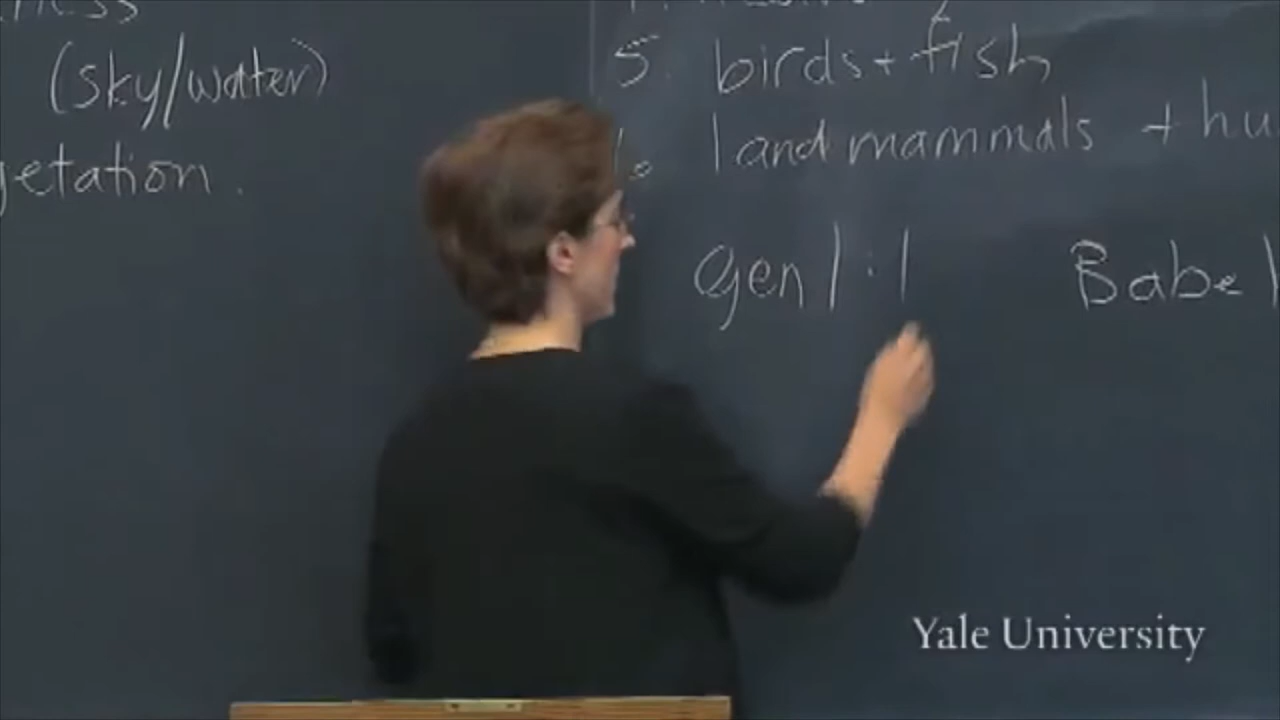 (sky/water)
getation.
5. birds + fish
land mammals + hu
gen 1:1
Babel
Yale University